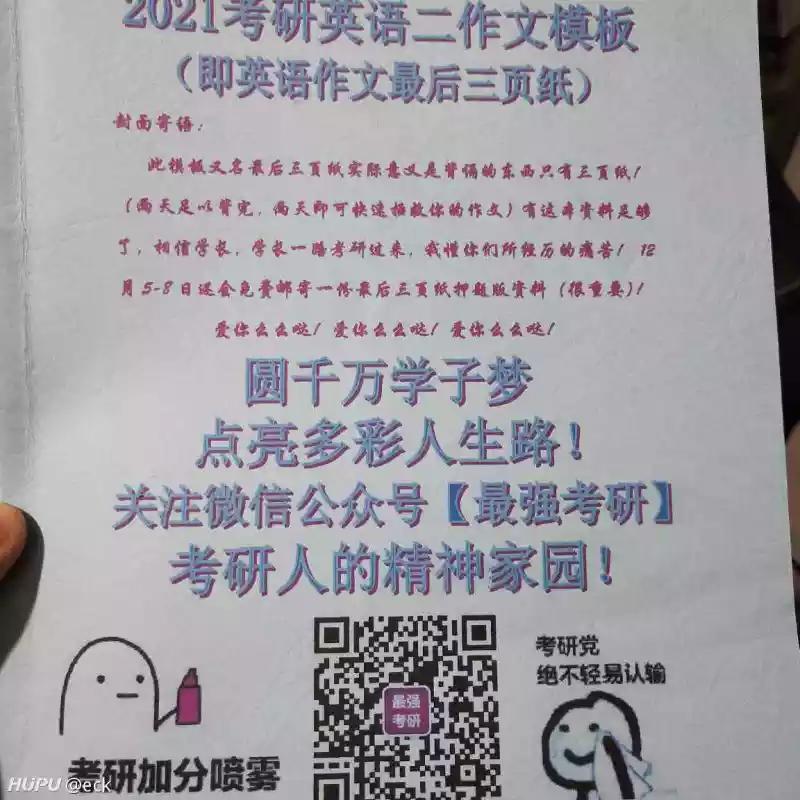 2021考研英语二作文模板
（即英语作文最后三页纸）
封面寄语：
此模板又名最后三页纸实际意义是背诵的东西只有三页纸！
（两天足以背完，两天即可快速拯救你的作文）有这本资料足够
了，相信学长，学长一路考研过来，我懂你们所经历的痛苦！12
月5-8日还会免费邮寄一份最后三页纸押题版资料（很重要）！
爱你么么哒！爱你么么哒！爱你么么哒！
圆千万学子梦
点亮多彩人生路！
关注微信公众号【最强考研】
考研人的精神家园！
考研党
绝不轻易认输
最强
考研
考研加分喷雾
HUPU @eck